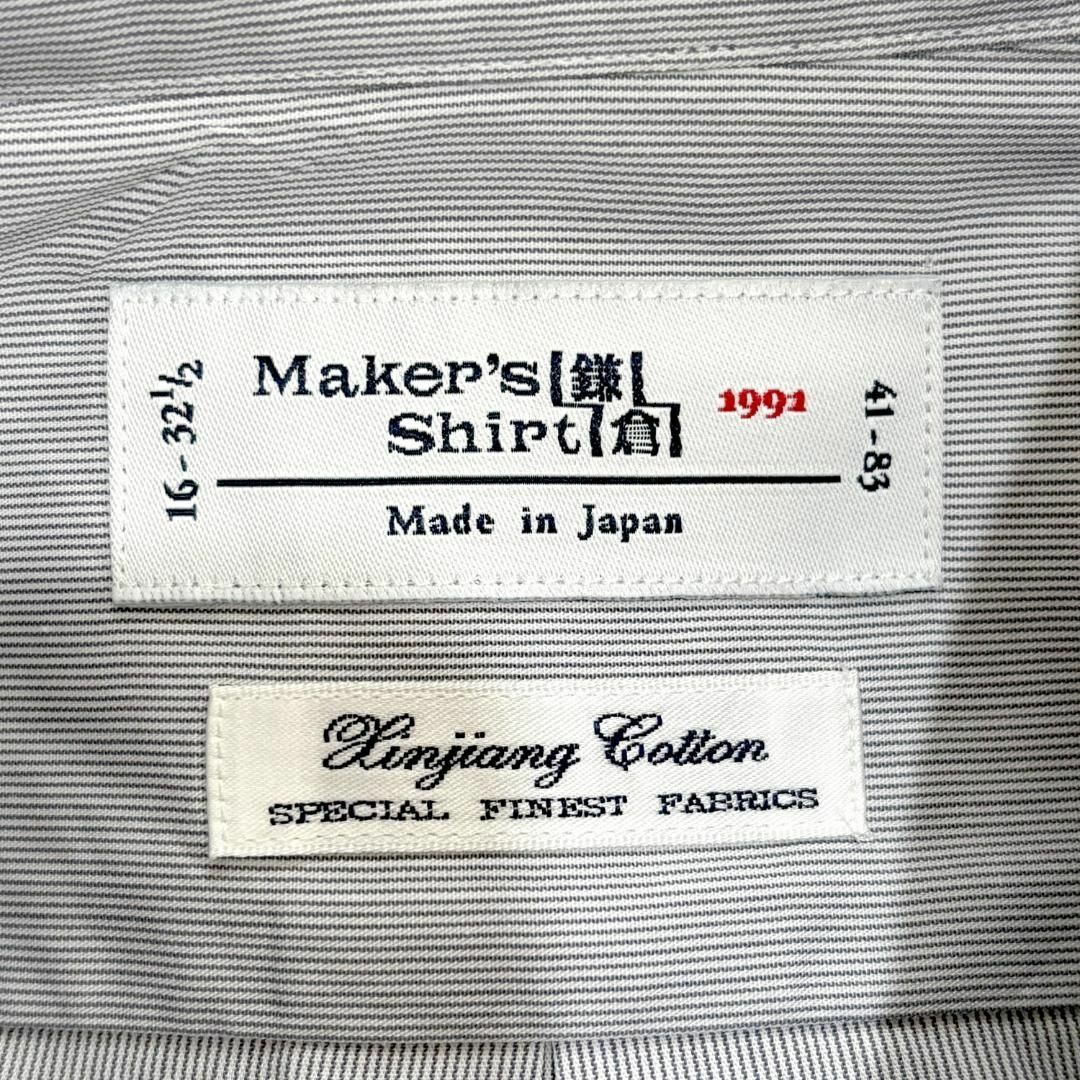 Maker's 鎌
Shirt 倉
1991
16-32½
41-83
Made in Japan
Xinjiang Cotton
SPECIAL FINEST FABRICS